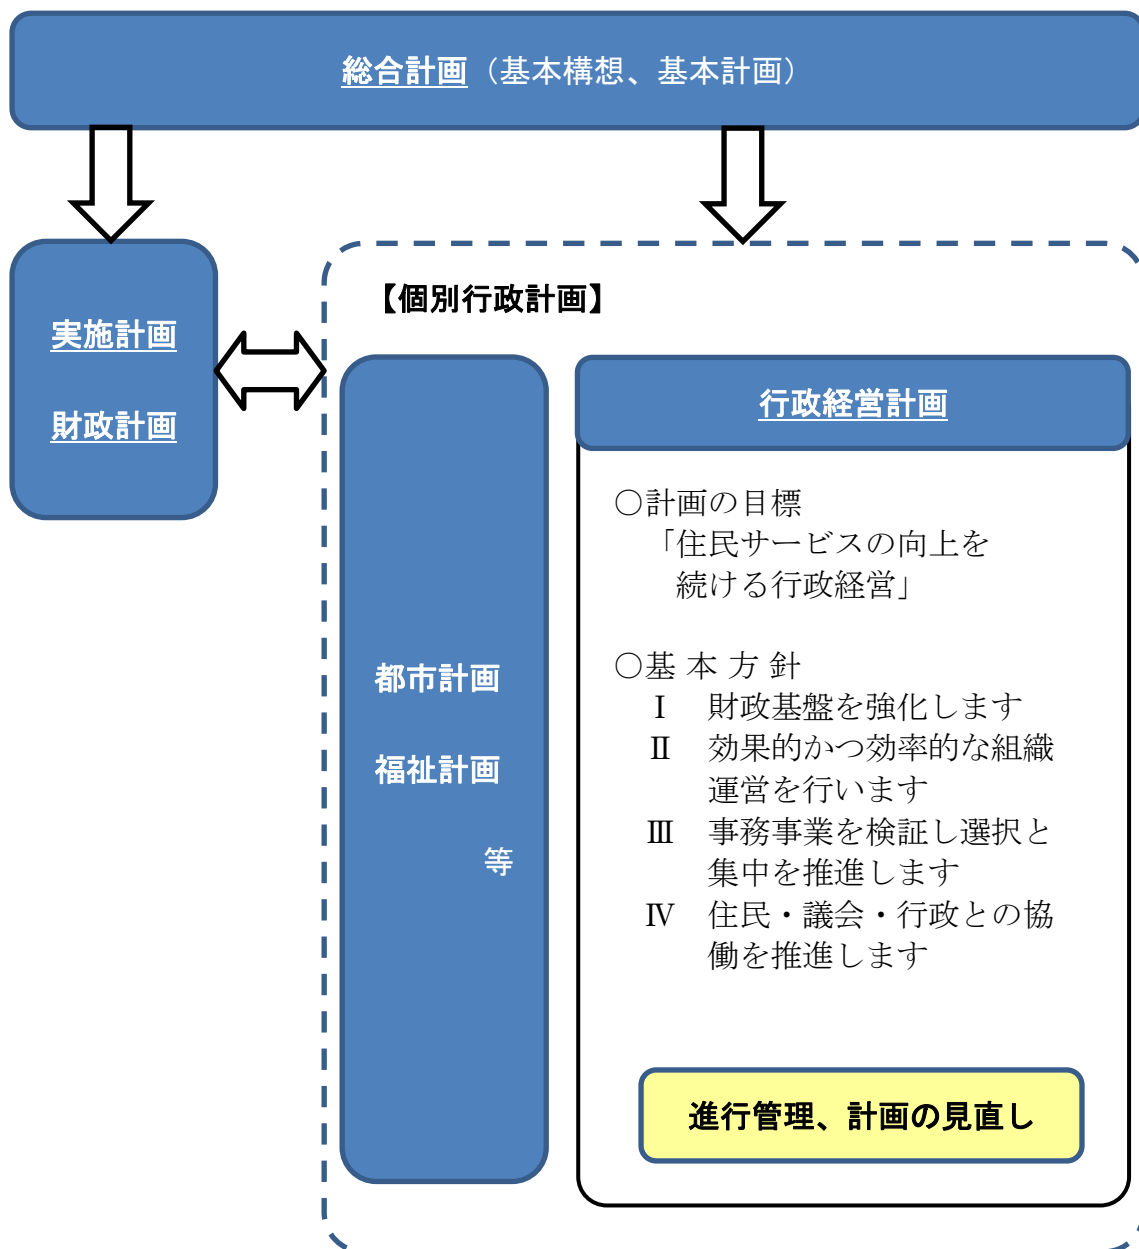 総合計画（基本構想、基本計画）
実施計画
財政計画
【個別行政計画】
都市計画
福祉計画
等
行政経営計画
○計画の目標
「住民サービスの向上を
続ける行政経営」
○基 本 方 針
Ⅰ　財政基盤を強化します
Ⅱ　効果的かつ効率的な組織
運営を行います
Ⅲ　事務事業を検証し選択と
集中を推進します
Ⅳ　住民・議会・行政との協
働を推進します
進行管理、計画の見直し